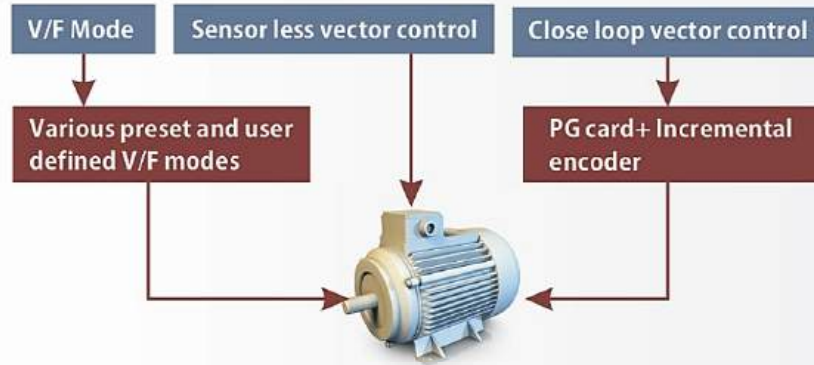 V/F Mode
Sensor less vector control
Close loop vector control
Various preset and user
defined V/F modes
PG card+ Incremental
encoder